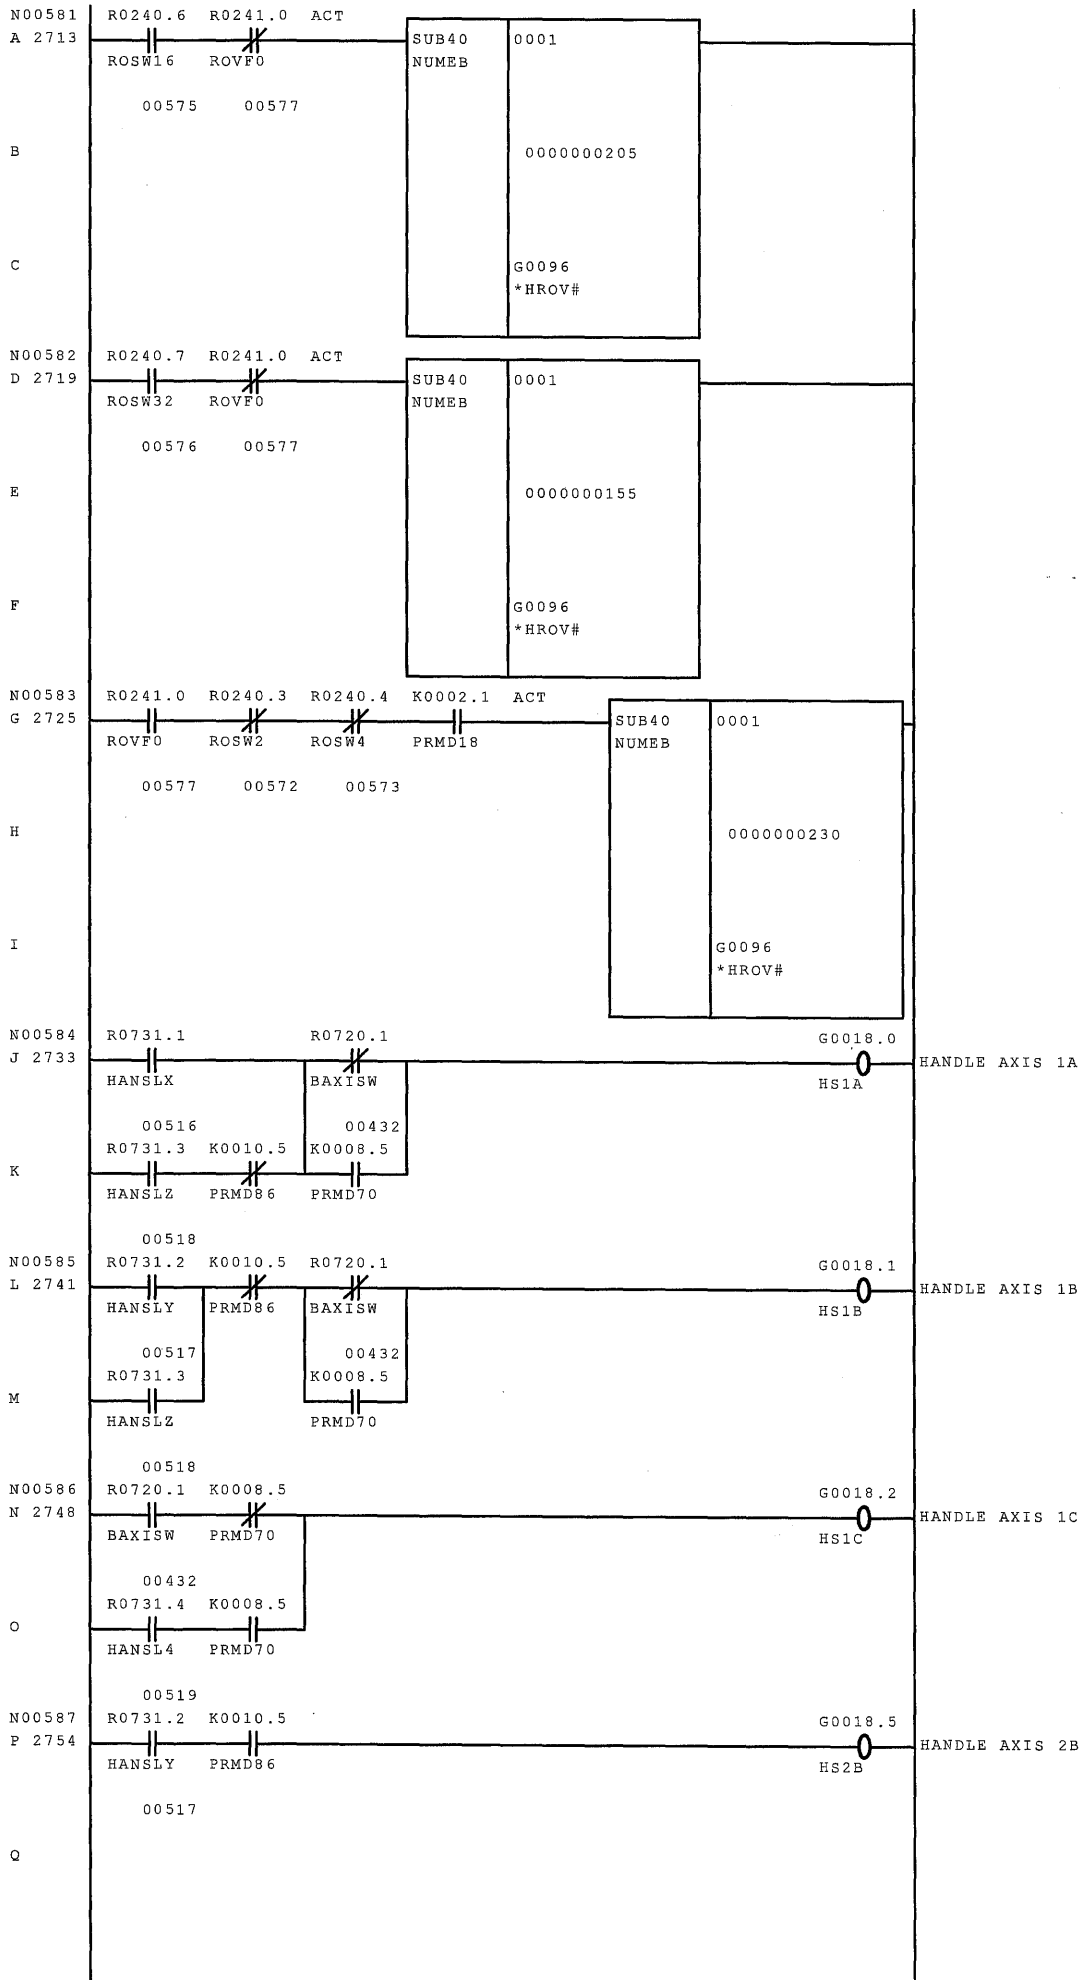 N00581 R0240.6 R0241.0 ACT
A 2713 SUB40 0001
ROSW16 ROVF0 NUMEB
00575 00577
B 0000000205
C G0096
*HROV#
N00582 R0240.7 R0241.0 ACT
D 2719 SUB40 0001
ROSW32 ROVF0 NUMEB
00576 00577
E 0000000155
F G0096
*HROV#
N00583 R0241.0 R0240.3 R0240.4 K0002.1 ACT
G 2725 SUB40 0001
ROVF0 ROSW2 ROSW4 PRMD18 NUMEB
00577 00572 00573
H 0000000230
I G0096
*HROV#
N00584 R0731.1 R0720.1 G0018.0
J 2733 HANDLE AXIS 1A
HANSLX BAXISW HS1A
00516 00432
R0731.3 K0010.5 K0008.5
K
HANSLZ PRMD86 PRMD70
00518
N00585 R0731.2 K0010.5 R0720.1 G0018.1
L 2741 HANDLE AXIS 1B
HANSLY PRMD86 BAXISW HS1B
00517 00432
R0731.3 K0008.5
M
HANSLZ PRMD70
00518
N00586 R0720.1 K0008.5 G0018.2
N 2748 HANDLE AXIS 1C
BAXISW PRMD70 HS1C
00432
R0731.4 K0008.5
O
HANSL4 PRMD70
00519
N00587 R0731.2 K0010.5 G0018.5
P 2754 HANDLE AXIS 2B
HANSLY PRMD86 HS2B
00517
Q